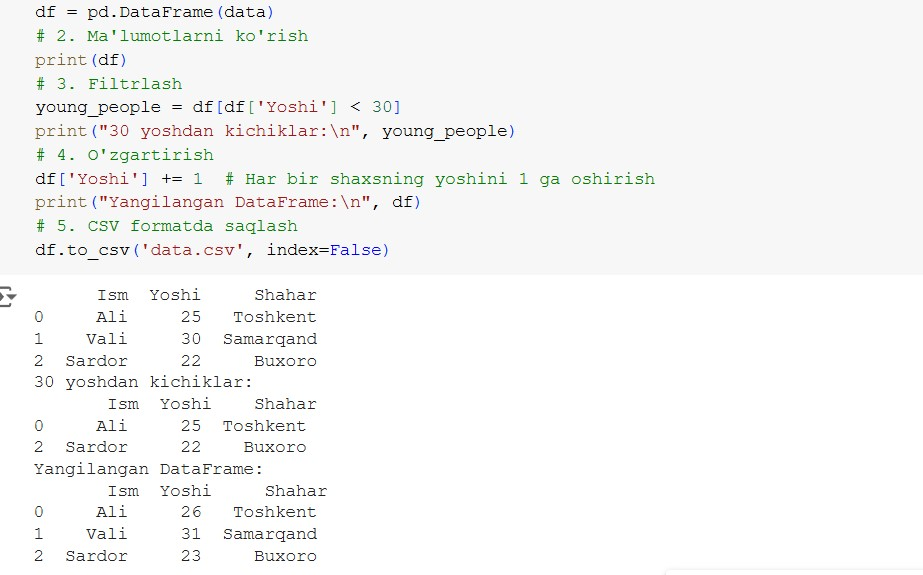 df = pd.DataFrame(data)
# 2. Ma'lumotlarni ko'rish
print(df)
# 3. Filtrlash
young_people = df[df['Yoshi'] < 30]
print("30 yoshdan kichiklar:\n", young_people)
# 4. O'zgartirish
df['Yoshi'] += 1  # Har bir shaxsning yoshini 1 ga oshirish
print("Yangilangan DataFrame:\n", df)
# 5. CSV formatda saqlash
df.to_csv('data.csv', index=False)
      Ism  Yoshi     Shahar
0     Ali     25   Toshkent
1    Vali     30  Samarqand
2  Sardor     22     Buxoro
30 yoshdan kichiklar:
       Ism  Yoshi    Shahar
0     Ali     25  Toshkent
2  Sardor     22    Buxoro
Yangilangan DataFrame:
       Ism  Yoshi     Shahar
0     Ali     26   Toshkent
1    Vali     31  Samarqand
2  Sardor     23     Buxoro